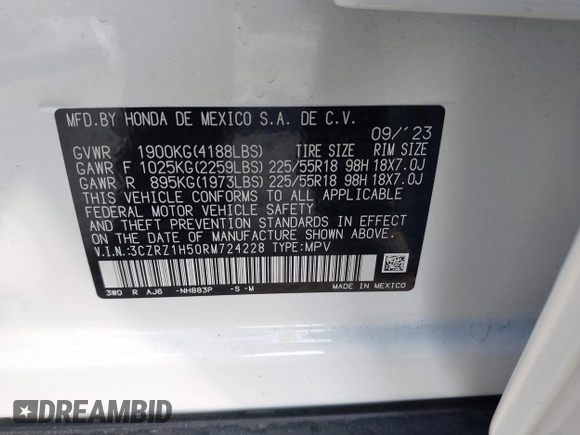 MFD.BY HONDA DE MEXICO S.A. DE C.V.
09/'23
GVWR 1900KG(4188LBS) TIRE SIZE RIM SIZE
GAWR F 1025KG(2259LBS) 225/55R18 98H 18X7.0J
GAWR R 895KG(1973LBS) 225/55R18 98H 18X7.0J
THIS VEHICLE CONFORMS TO ALL APPLICABLE
FEDERAL MOTOR VEHICLE SAFETY
AND THEFT PREVENTION STANDARDS IN EFFECT
ON THE DATE OF MANUFACTURE SHOWN ABOVE.
V.I.N.:3CZRZ1H50RM724228 TYPE:MPV
3W0 R AJ6 -NH883P -S -M
MADE IN MEXICO
DREAMBID